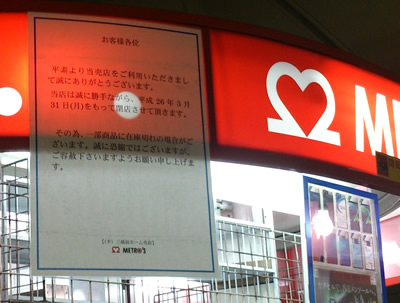 お客様各位
平素より当売店をご利用いただきまして誠にありがとうございます。
当店は誠に勝手ながら、平成 26 年 3 月
31 日(月)をもって閉店させて頂きます。
その為、一部商品に在庫切れの場合がございます。誠に恐縮ではございますが、
ご容赦下さいますようお願い申し上げます。
METRO'S
ME